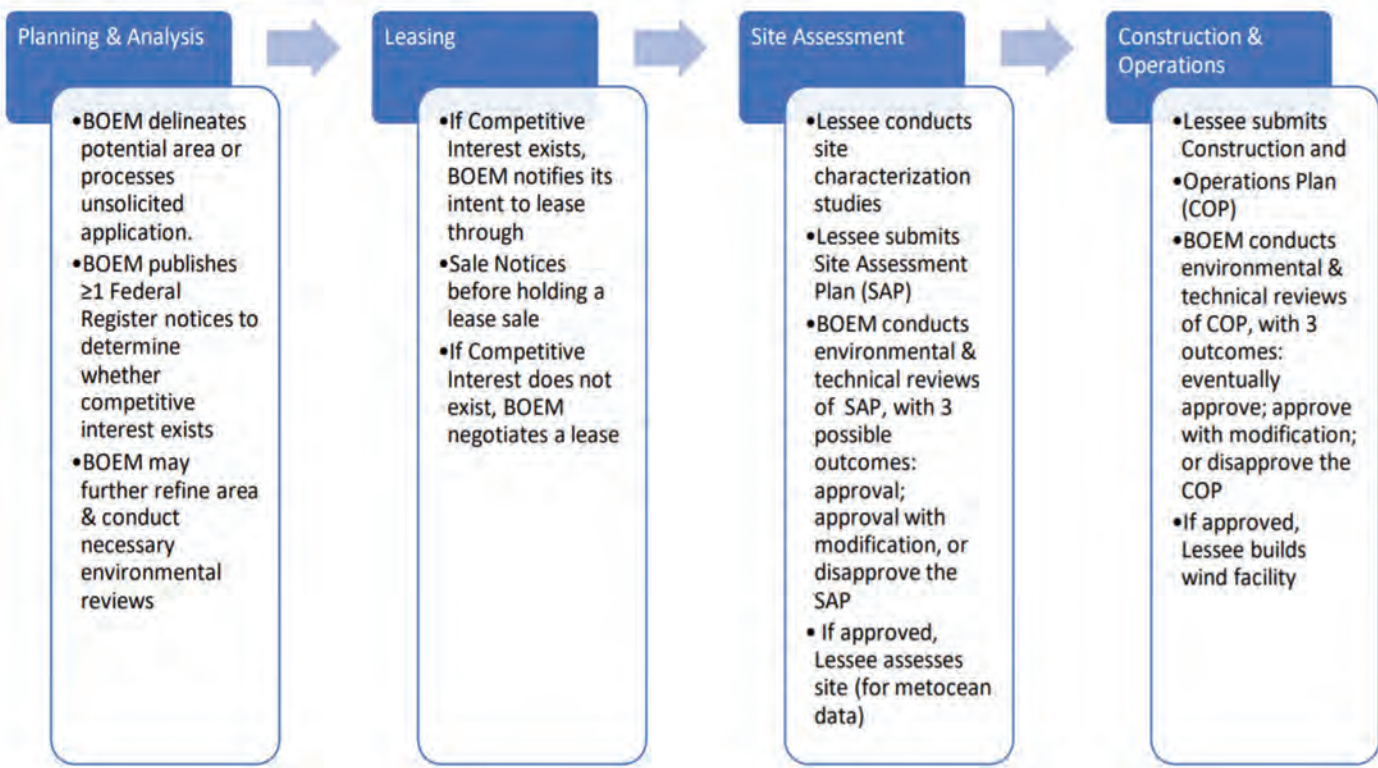 Planning & Analysis
•BOEM delineates
potential area or
processes
unsolicited
application.
•BOEM publishes
≥1 Federal
Register notices to
determine
whether
competitive
interest exists
•BOEM may
further refine area
& conduct
necessary
environmental
reviews
Leasing
•If Competitive
Interest exists,
BOEM notifies its
intent to lease
through
•Sale Notices
before holding a
lease sale
•If Competitive
Interest does not
exist, BOEM
negotiates a lease
Site Assessment
•Lessee conducts
site
characterization
studies
•Lessee submits
Site Assessment
Plan (SAP)
•BOEM conducts
environmental &
technical reviews
of SAP, with 3
possible
outcomes:
approval;
approval with
modification, or
disapprove the
SAP
• If approved,
Lessee assesses
site (for metocean
data)
Construction &
Operations
•Lessee submits
Construction and
•Operations Plan
(COP)
•BOEM conducts
environmental &
technical reviews
of COP, with 3
outcomes:
eventually
approve; approve
with modification;
or disapprove the
COP
•If approved,
Lessee builds
wind facility